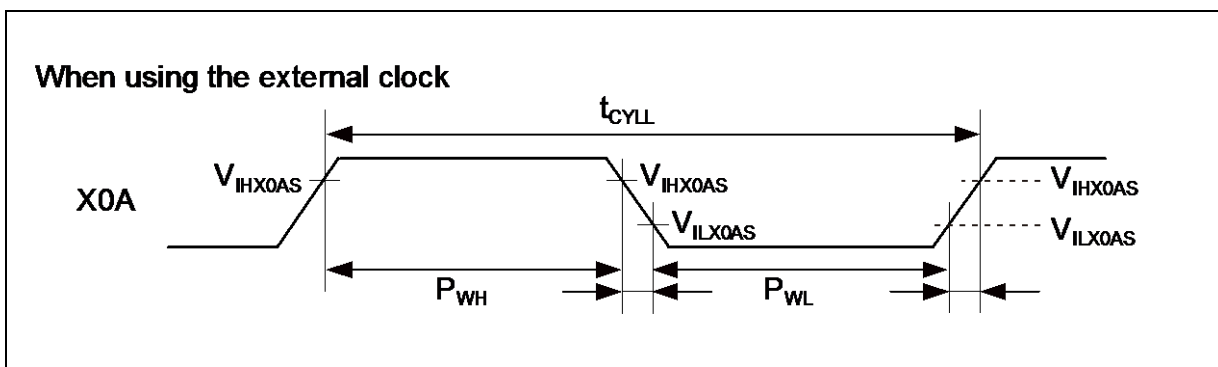 When using the external clock
tCYLL
VIHX0AS
VIHX0AS
VIHX0AS
X0A
VILX0AS
VILX0AS
PWH
PWL